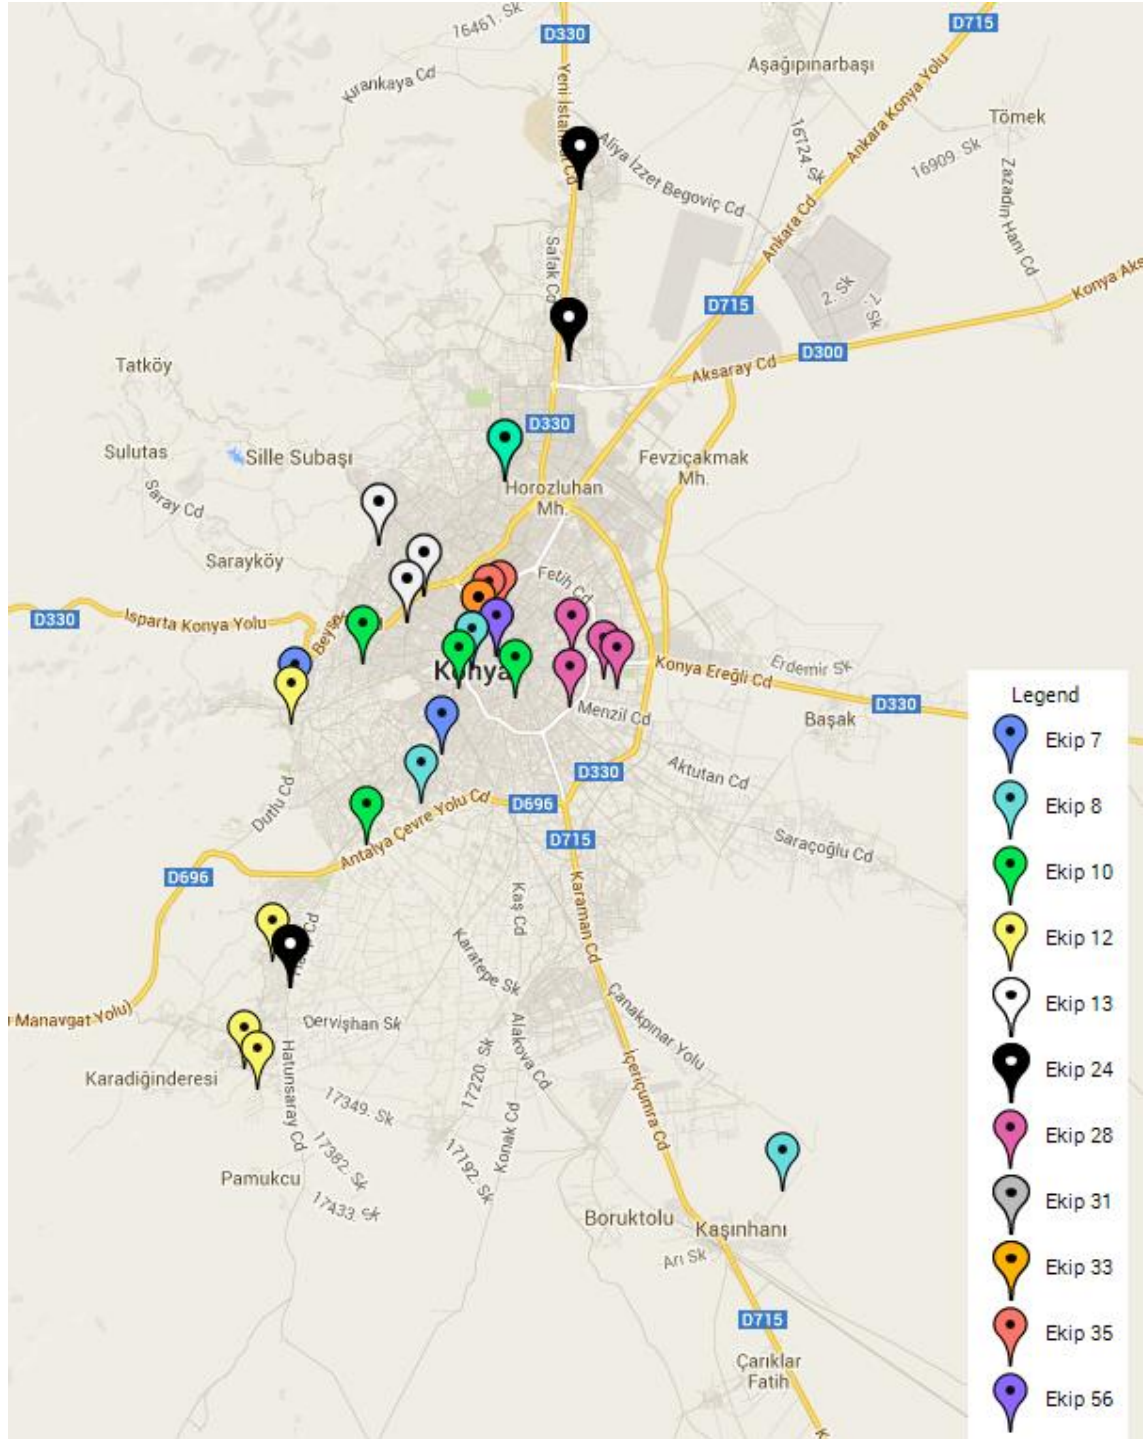 16461. Sk
D330
D715
Kırankaya Cd
Yeni İstanbul Cd
Aşağıpınarbaşı
Ankara Konya Yolu
Tömek
16124. Sk
16909. Sk
Aliya İzzet Begoviç Cd
Zazadin Hanı Cd
Ankara Cd
Safak Cd
2. Sk
7. Sk
Konya Aks
D715
D300
Aksaray Cd
Tatköy
D330
Sulutas
Sille Subaşı
Fevziçakmak
Mh.
Saray Cd
Horozluhan
Mh.
Sarayköy
Fetih Cd
D330
Isparta Konya Yolu
Beyşe
Konya
Konya Ereğli Cd
Erdemir Sk
D330
Menzil Cd
Başak
Aktutan Cd
D330
Dutlu Cd
D696
Antalya Çevre Yolu Cd
D715
Saraçoğlu Cd
D696
Kaş Cd
Karaman Cd
Karatepe Sk
Manavgat Yolu)
Dervişhan Sk
Çanakpınar Yolu
Alakova Cd
Karadiğinderesi
Hatunsaray Cd
17220. Sk
İçeriçumra Cd
17349. Sk
Konak Cd
17382. Sk
17192. Sk
Pamukcu
17433. Sk
Boruktolu
Kaşınhanı
Arı Sk
D715
Çarıklar
Fatih
K
Legend
Ekip 7
Ekip 8
Ekip 10
Ekip 12
Ekip 13
Ekip 24
Ekip 28
Ekip 31
Ekip 33
Ekip 35
Ekip 56